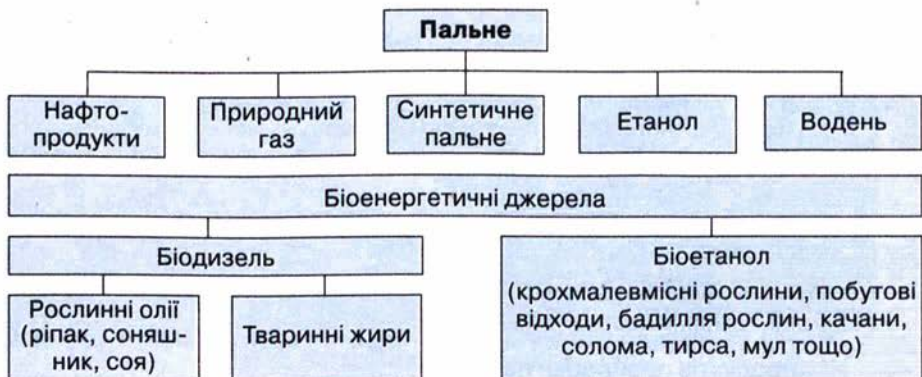 Пальне
Нафто-
продукти
Природний
газ
Синтетичне
пальне
Етанол
Водень
Біоенергетичні джерела
Біодизель
Рослинні олії
(ріпак, соняш-
ник, соя)
Тваринні жири
Біоетанол
(крохмалевмісні рослини, побутові
відходи, бадилля рослин, качани,
солома, тирса, мул тощо)